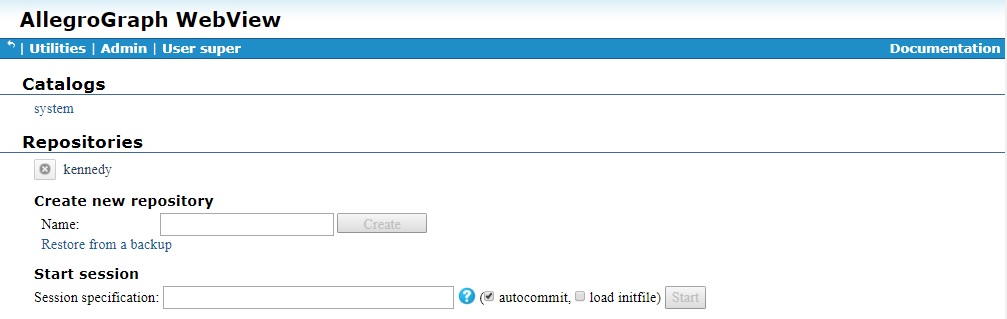 AllegroGraph WebView
| Utilities | Admin | User super Documentation
Catalogs
system
Repositories
kennedy
Create new repository
Name: Create
Restore from a backup
Start session
Session specification: ? (autocommit, load initfile) Start